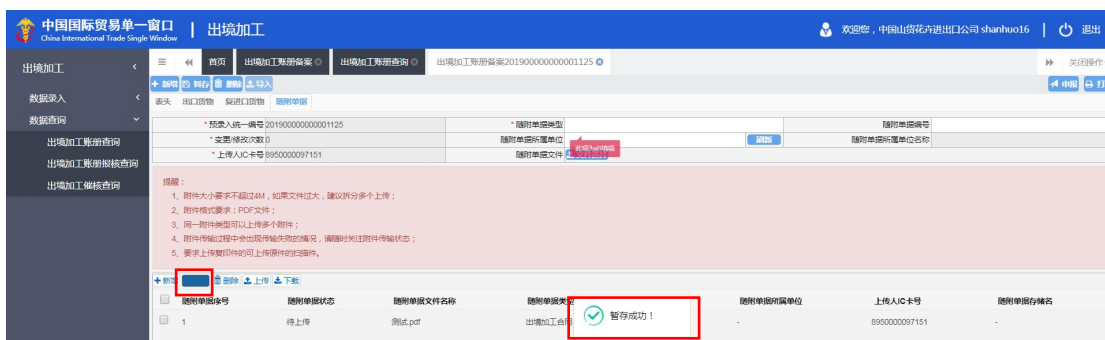 中国国际贸易单一窗口 | 出境加工
China International Trade Single Window
欢迎您,中国山货花卉进出口公司 shanhuo16 | 退出
出境加工
数据录入
数据查询
出境加工账册查询
出境加工账册报核查询
出境加工催核查询
首页 出境加工账册备案 出境加工账册查询 出境加工账册备案201900000000001125 关闭操作
新增 暂存 删除 导入 申报 打
表头 出口货物 复进口货物 随附单据
*预录入统一编号 201900000000001125 *随附单据类型 随附单据编号
*变更/修改次数 0 随附单据所属单位 刷新 随附单据所属单位名称
*上传人IC卡号 8950000097151 随附单据文件
提醒:
1、附件大小要求不超过4M,如果文件过大,建议拆分多个上传;
2、附件格式要求:PDF文件;
3、同一附件类型可以上传多个附件;
4、附件传输过程中会出现传输失败的情况,请随时关注附件传输状态;
5、要求上传复印件的可上传原件的扫描件。
新增 删除 上传 下载
随附单据序号 随附单据状态 随附单据文件名称 随附单据类型 随附单据所属单位 上传人IC卡号 随附单据存储名
1 待上传 测试.pdf 出境加工合同 - 8950000097151 -
暂存成功!